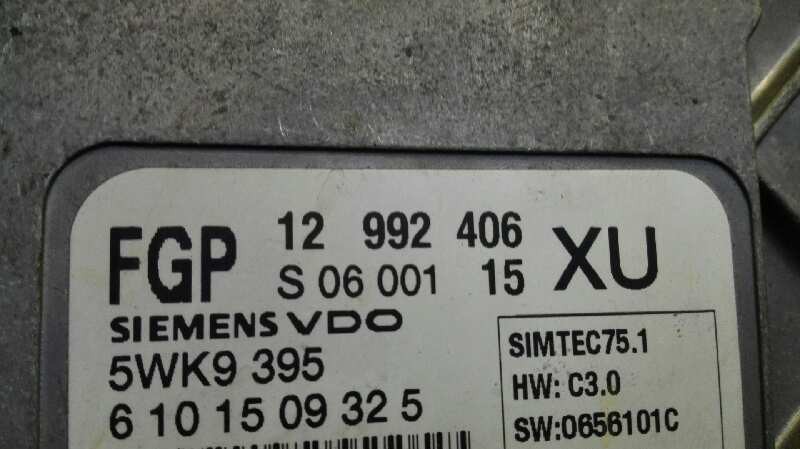 FGP 12 992 406 XU
S 06 001 15
SIEMENS VDO
5WK9 395
6 10 15 09 32 5
SIMTEC75.1
HW: C3.0
SW:0656101C